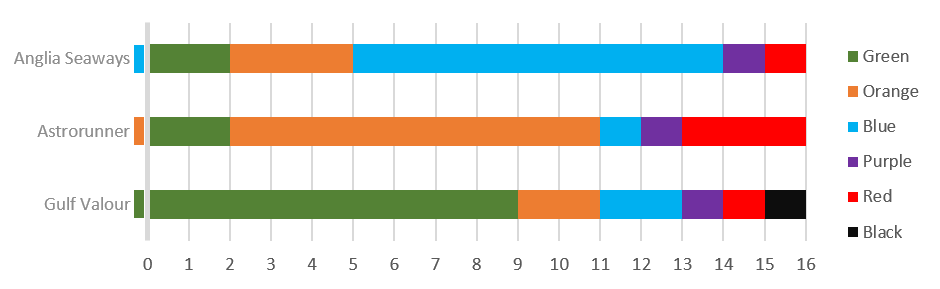 Anglia Seaways
Astrorunner
Gulf Valour
0 1 2 3 4 5 6 7 8 9 10 11 12 13 14 15 16
Green
Orange
Blue
Purple
Red
Black